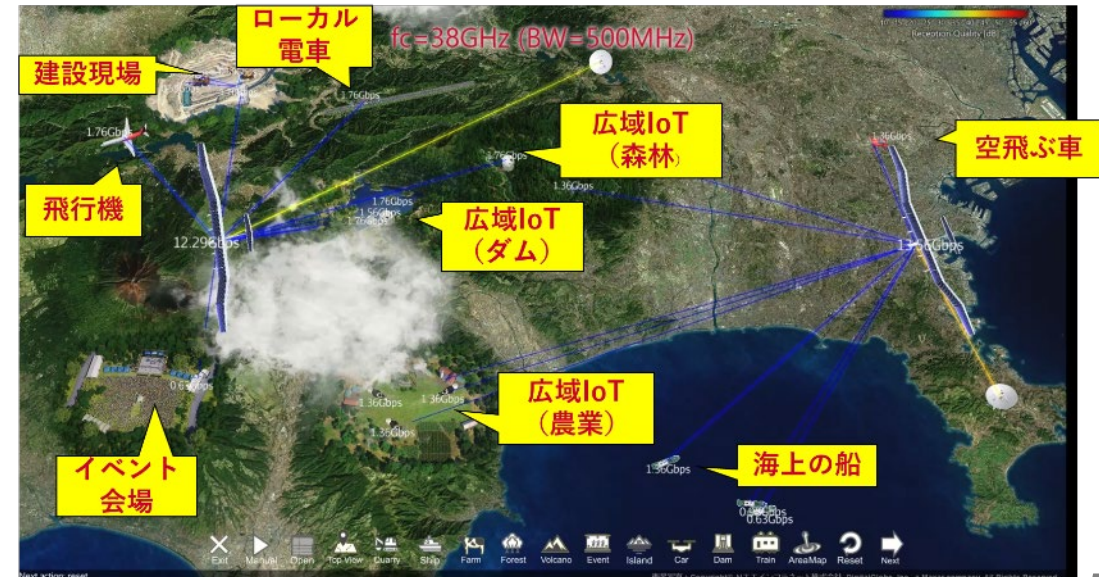 ローカル
電車
fc=38GHz (BW=500MHz)
Reception Quality [dB]
建設現場
1.76Gbps
広域IoT
(森林)
1.76Gbps
1.36Gbps
空飛ぶ車
飛行機
1.76Gbps
1.36Gbps
1.76Gbps
広域IoT
(ダム)
12.29Gbps
13.56Gbps
0.63Gbps
1.36Gbps
1.36Gbps
1.36Gbps
広域IoT
(農業)
イベント
会場
1.36Gbps
海上の船
0.63Gbps
Exit
Manual
Open
Top View
Quarry
Ship
Farm
Forest
Volcano
Event
Island
Car
Dam
Train
AreaMap
Reset
Next
Next action: reset